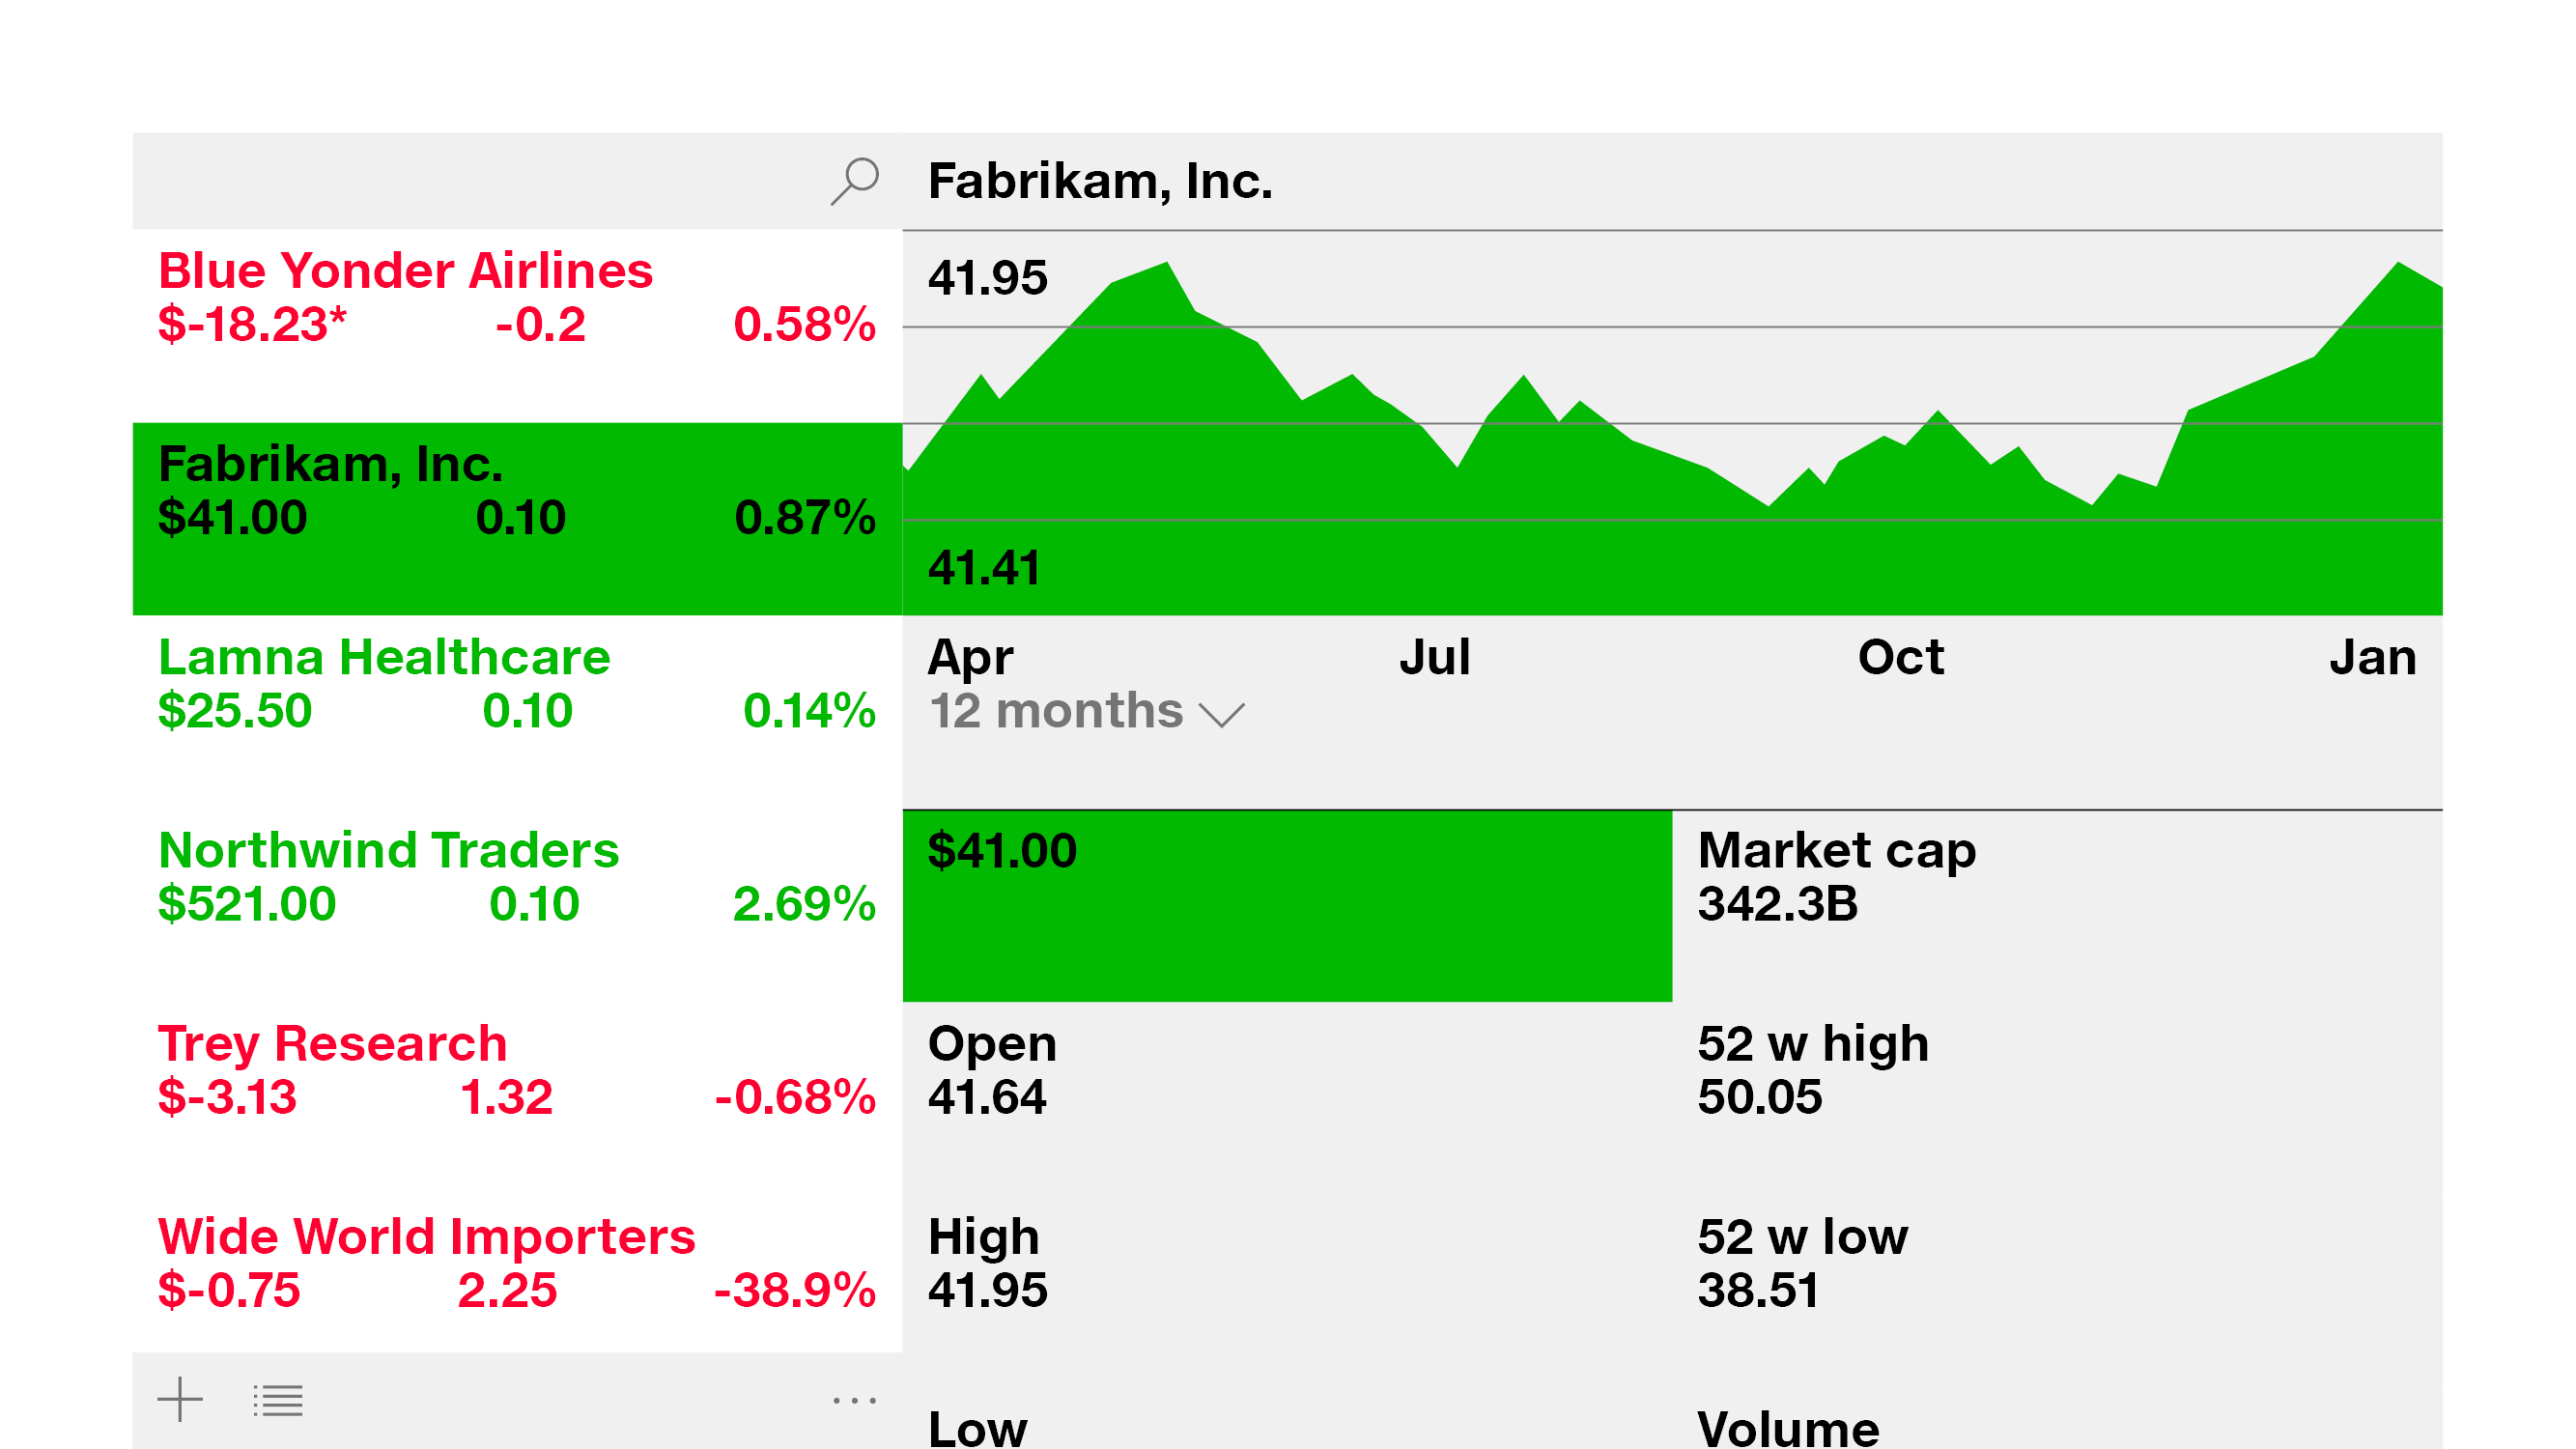 Blue Yonder Airlines
$-18.23* -0.2 0.58%
Fabrikam, Inc.
$41.00 0.10 0.87%
Lamna Healthcare
$25.50 0.10 0.14%
Northwind Traders
$521.00 0.10 2.69%
Trey Research
$-3.13 1.32 -0.68%
Wide World Importers
$-0.75 2.25 -38.9%
Fabrikam, Inc.
41.95
41.41
Apr Jul Oct Jan
12 months
$41.00
Market cap
342.3B
Open
41.64
52 w high
50.05
High
41.95
52 w low
38.51
Low
Volume